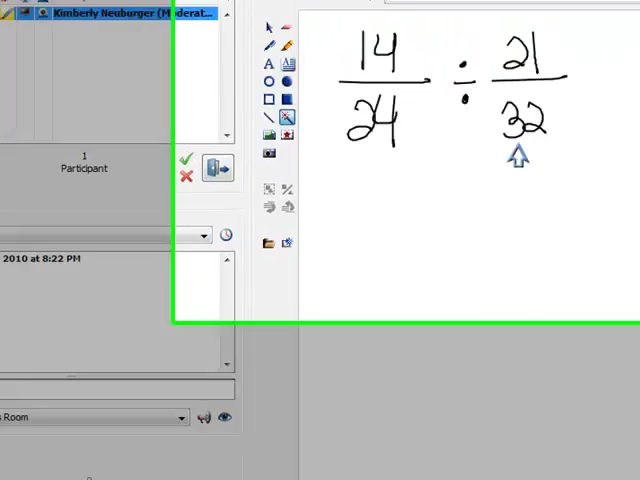 Kimberly Neuburger (Moderat...
14/24 ÷ 21/32
A A
1
Participant
2010 at 8:22 PM
s Room